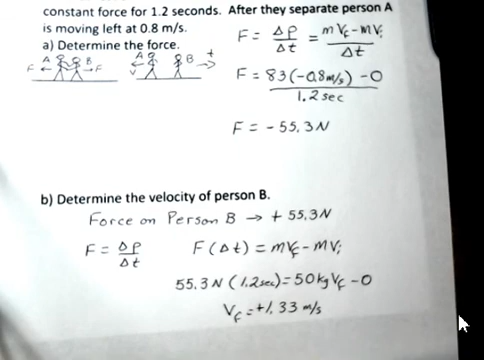 constant force for 1.2 seconds. After they separate person A
is moving left at 0.8 m/s.
a) Determine the force.
F = ΔP/Δt = mVf - mVi/Δt
F ← A B → F A ← V B → +
F = 83(-0.8m/s) - 0/1.2 sec
F = - 55.3 N
b) Determine the velocity of person B.
Force on Person B → + 55.3N
F = ΔP/Δt F(Δt) = mVf - mVi
55.3 N (1.2sec) = 50kg Vf - 0
Vf = +1.33 m/s